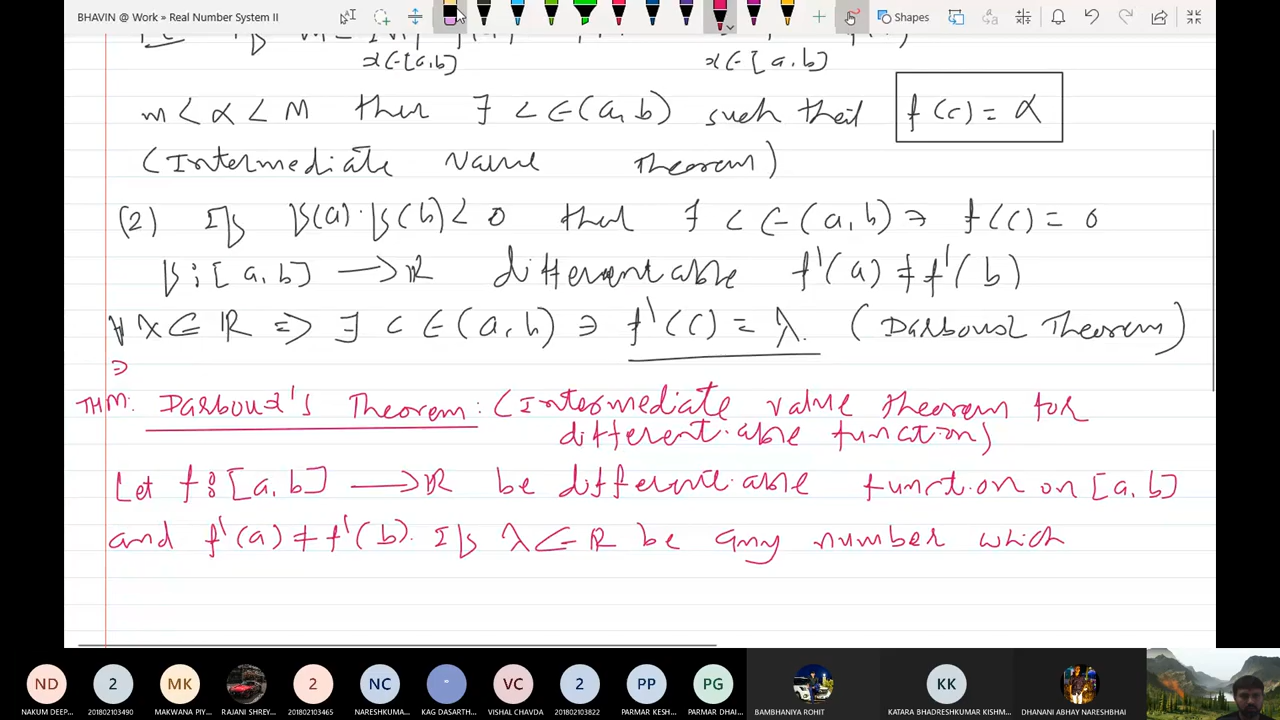 BHAVIN @ Work » Real Number System II
Shapes
x∈[a,b] x∈[a,b]
m < α < M then ∃ c ∈ (a, b) such that f(c) = α
(Intermediate Value Theorem)
(2) If f(a)·f(b) < 0 that ∃ c ∈ (a, b) ∋ f(c) = 0
f : [a, b] ⟶ ℝ differentiable f'(a) ≠ f'(b)
∀ λ ∈ ℝ ⇒ ∃ c ∈ (a, b) ∋ f'(c) = λ. (Darboux Theorem)
⇒
THM: Darboux's Theorem: (Intermediate value theorem for
differentiable function)
Let f : [a, b] ⟶ ℝ be differentiable function on [a, b]
and f'(a) ≠ f'(b). If λ ∈ ℝ be any number which
ND 2 MK 2 NC VC 2 PP PG KK
NAKUM DEEP... 201802103490 MAKWANA PIY... RAJANI SHREY... 201802103465 NARESHKUMA... KAG DASARTH... VISHAL CHAVDA 201802103822 PARMAR KESH... PARMAR DHAI... BAMBHANIYA ROHIT KATARA BHADRESHKUMAR KISHM... DHANANI ABHAY NARESHBHAI